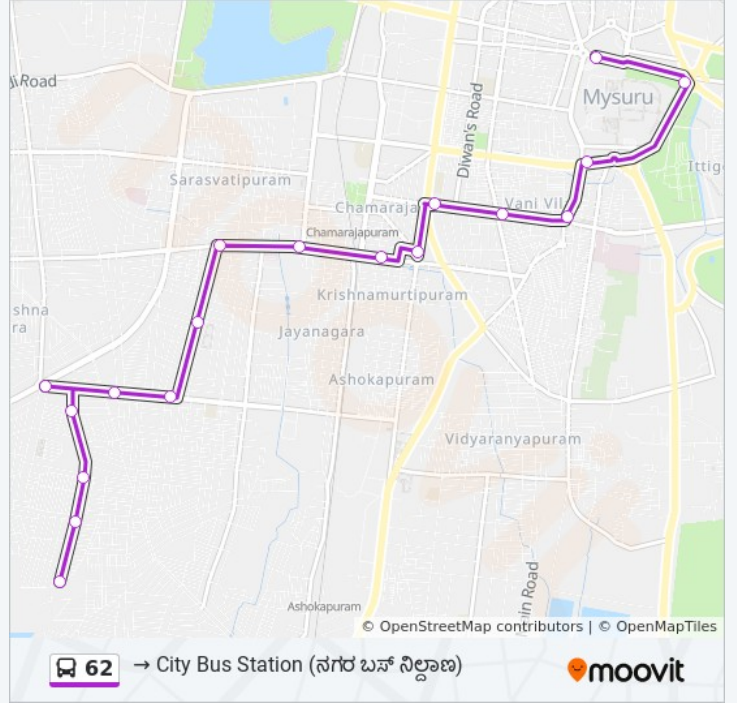 Mysuru
Road
Diwan's Road
Ittig
Sarasvatipuram
Chamaraja
Vani Vil
Chamarajapuram
Krishnamurtipuram
shna
ra
Jayanagara
Ashokapuram
Vidyaranyapuram
Road
Ashokapuram
© OpenStreetMap contributors | © OpenMapTiles
62 → City Bus Station (ನಗರ ಬಸ್ ನಿಲ್ದಾಣ) moovit